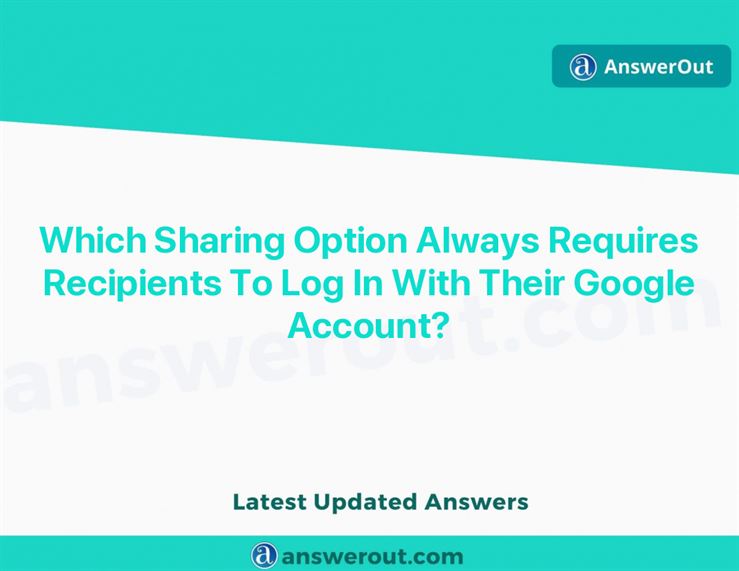 AnswerOut
Which Sharing Option Always Requires
Recipients To Log In With Their Google
Account?
answerout.com
Latest Updated Answers
answerout.com